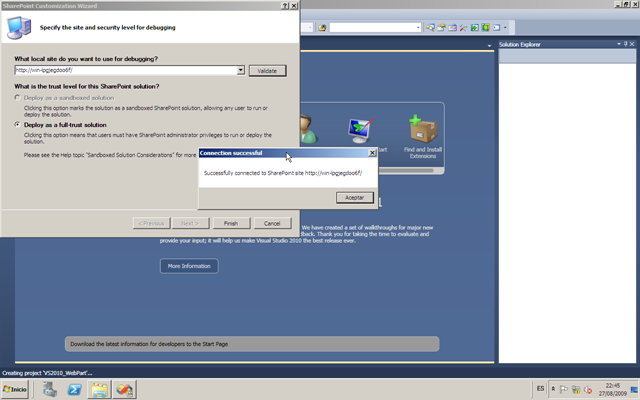 SharePoint Customization Wizard
Specify the site and security level for debugging
What local site do you want to use for debugging?
http://win-lpgjegdoo6f/
Validate
What is the trust level for this SharePoint solution?
Deploy as a sandboxed solution
Clicking this option marks the solution as a sandboxed SharePoint solution, allowing any user to run or
deploy the solution.
Deploy as a full-trust solution
Clicking this option means that users must have SharePoint administrator privileges to run or deploy the
solution.
Please see the Help topic "Sandboxed Solution Considerations" for more
Connection successful
Successfully connected to SharePoint site http://win-lpgjegdoo6f/
Aceptar
< Previous
Next >
Finish
Cancel
Solution Explorer
Find and Install
Extensions
We have created a set of walkthroughs for major new
Thank you for taking the time to evaluate and
provide your input; it will help us make Visual Studio 2010 the best release ever.
More Information
Download the latest information for developers to the Start Page
Creating project 'VS2010_WebPart'...
Inicio
ES
22:45
27/08/2009